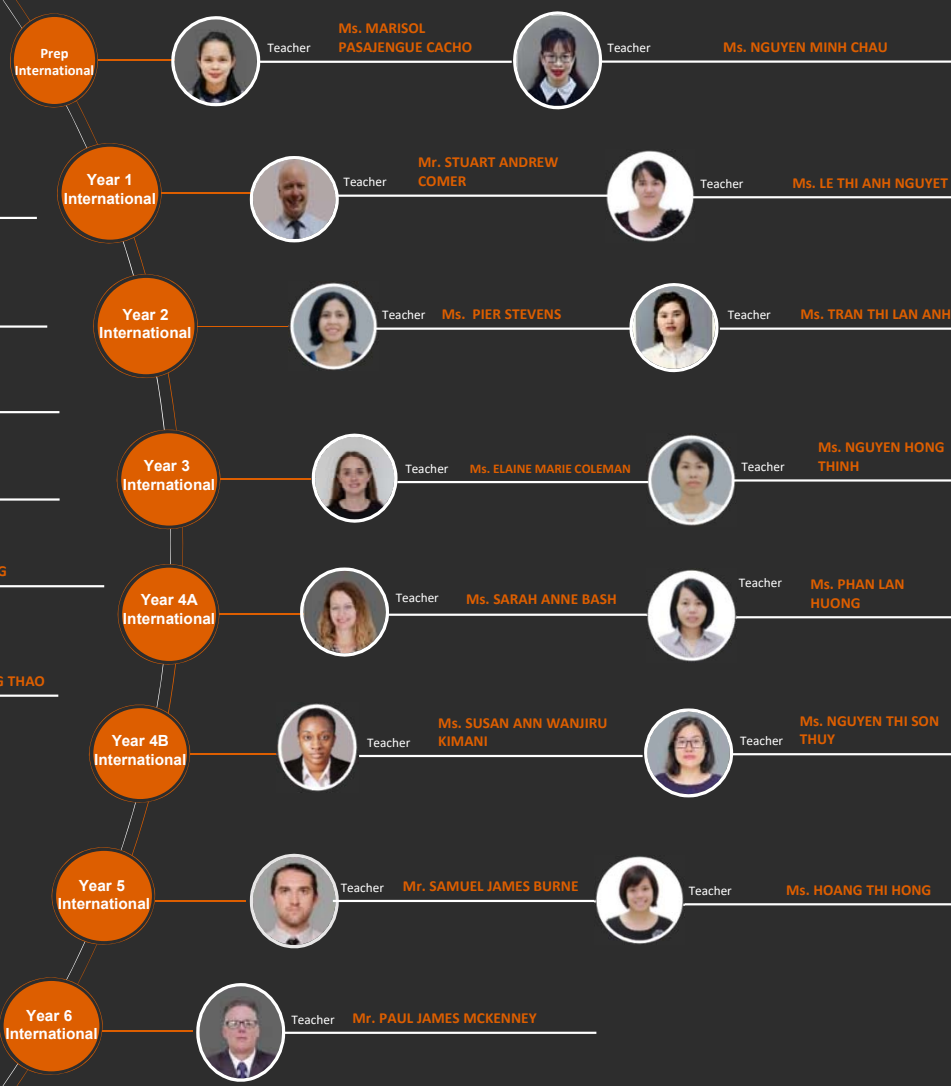 Prep
International
Teacher
Ms. MARISOL
PASAJENGUE CACHO
Teacher
Ms. NGUYEN MINH CHAU
Year 1
International
Teacher
Mr. STUART ANDREW
COMER
Teacher
Ms. LE THI ANH NGUYET
Year 2
International
Teacher
Ms. PIER STEVENS
Teacher
Ms. TRAN THI LAN ANH
Year 3
International
Teacher
Ms. ELAINE MARIE COLEMAN
Teacher
Ms. NGUYEN HONG
THINH
G
Year 4A
International
Teacher
Ms. SARAH ANNE BASH
Teacher
Ms. PHAN LAN
HUONG
G THAO
Year 4B
International
Teacher
Ms. SUSAN ANN WANJIRU
KIMANI
Teacher
Ms. NGUYEN THI SON
THUY
Year 5
International
Teacher
Mr. SAMUEL JAMES BURNE
Teacher
Ms. HOANG THI HONG
Year 6
International
Teacher
Mr. PAUL JAMES MCKENNEY